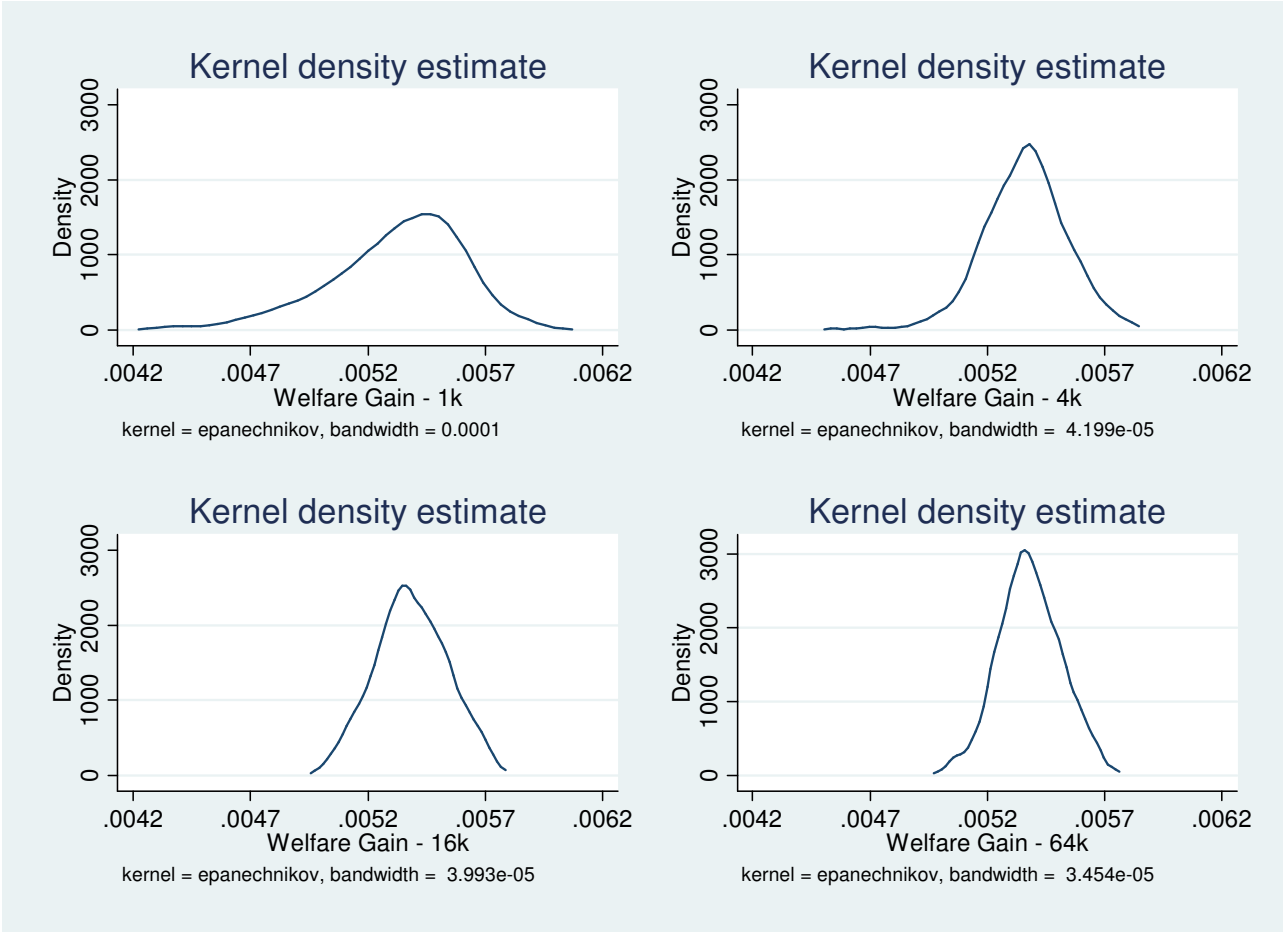 Kernel density estimate
Density
3000
2000
1000
0
.0042 .0047 .0052 .0057 .0062
Welfare Gain - 1k
kernel = epanechnikov, bandwidth = 0.0001
Kernel density estimate
Density
3000
2000
1000
0
.0042 .0047 .0052 .0057 .0062
Welfare Gain - 4k
kernel = epanechnikov, bandwidth = 4.199e-05
Kernel density estimate
Density
3000
2000
1000
0
.0042 .0047 .0052 .0057 .0062
Welfare Gain - 16k
kernel = epanechnikov, bandwidth = 3.993e-05
Kernel density estimate
Density
3000
2000
1000
0
.0042 .0047 .0052 .0057 .0062
Welfare Gain - 64k
kernel = epanechnikov, bandwidth = 3.454e-05